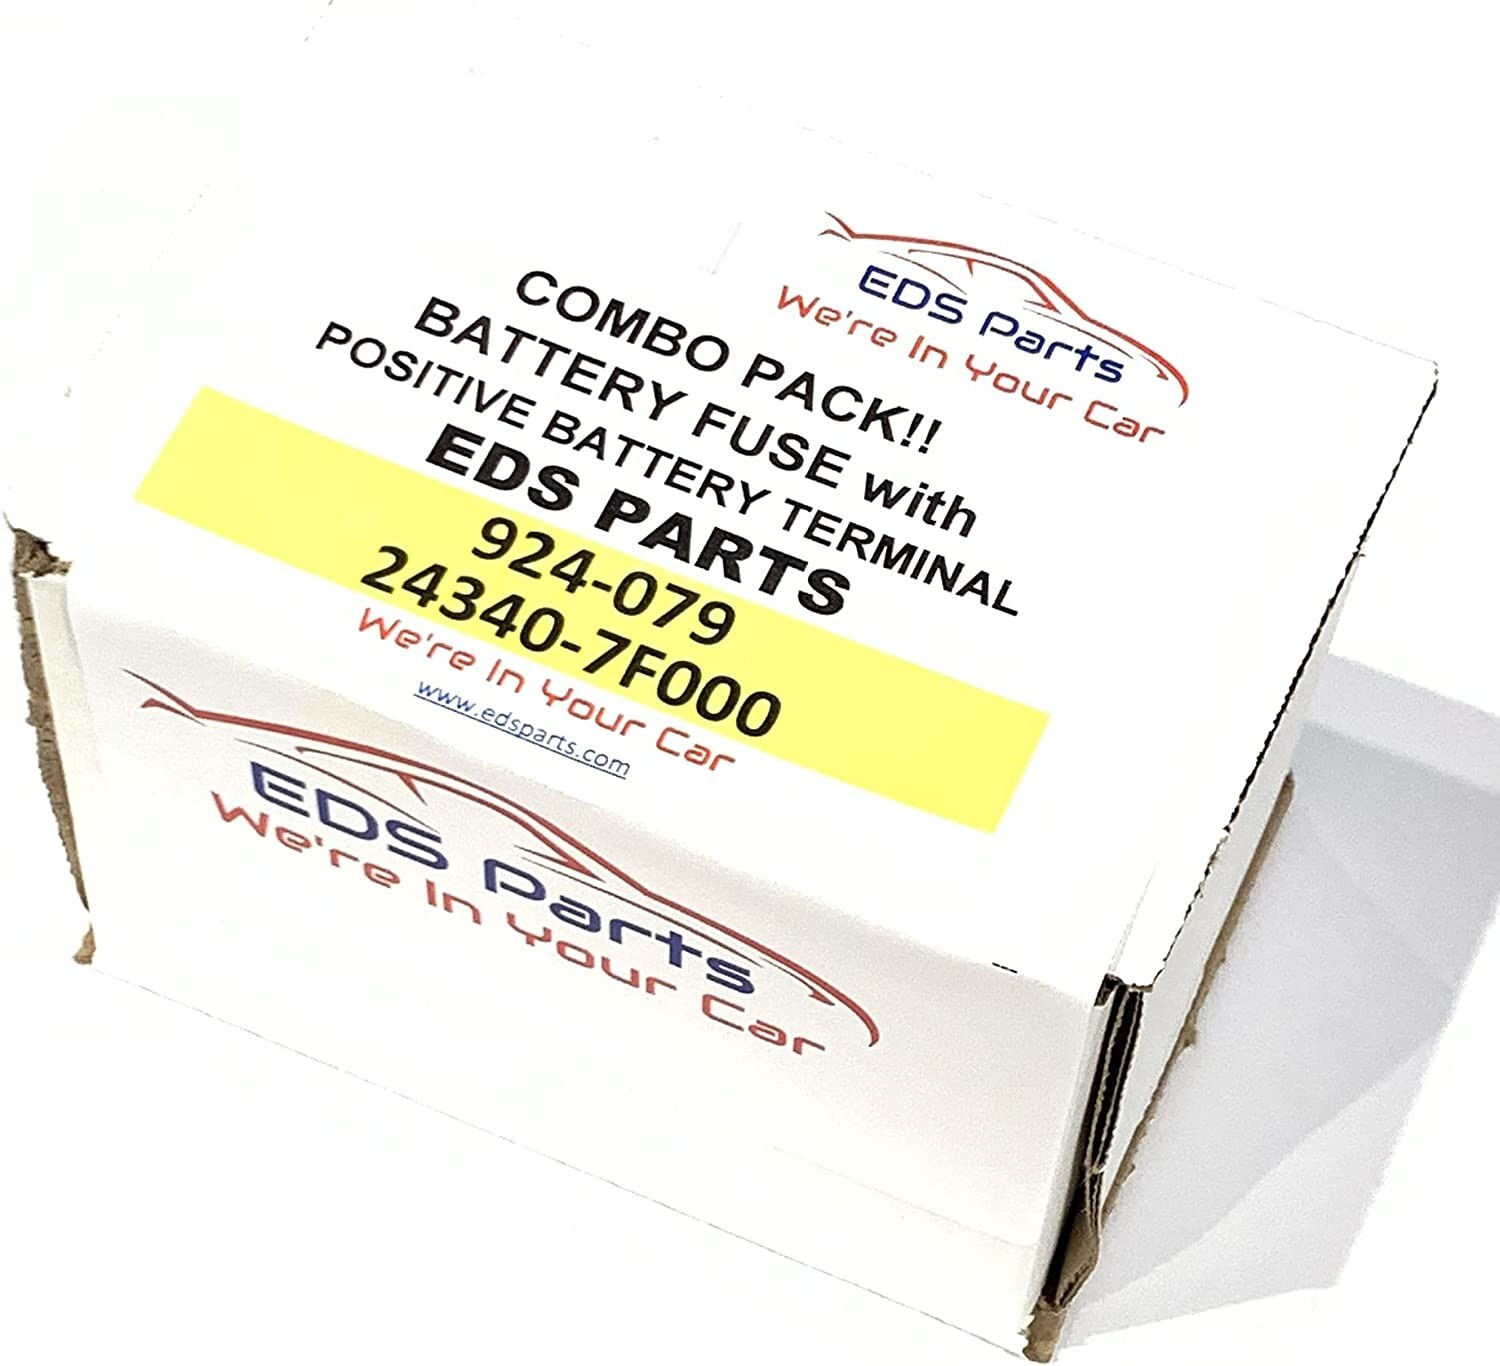 EDS Parts
We're In Your Car
COMBO PACK!!
BATTERY FUSE with
POSITIVE BATTERY TERMINAL
EDS PARTS
924-079
24340-7F000
We're In Your Car
www.edsparts.com
EDS Parts
We're In Your Car